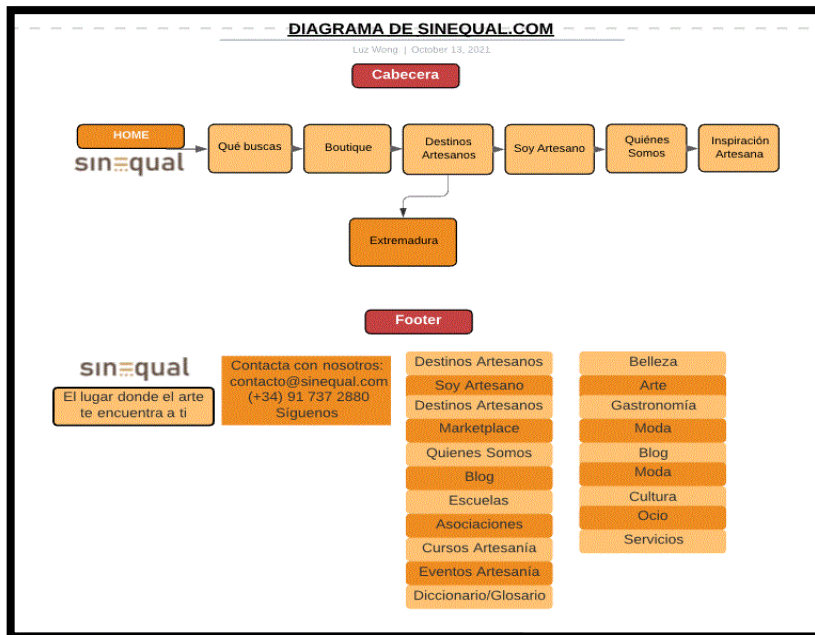 DIAGRAMA DE SINEQUAL.COM
Luz Wong | October 13, 2021
Cabecera
HOME
sinequal
Qué buscas
Boutique
Destinos
Artesanos
Soy Artesano
Quiénes
Somos
Inspiración
Artesana
Extremadura
Footer
sinequal
El lugar donde el arte
te encuentra a ti
Contacta con nosotros:
contacto@sinequal.com
(+34) 91 737 2880
Síguenos
Destinos Artesanos
Soy Artesano
Destinos Artesanos
Marketplace
Quienes Somos
Blog
Escuelas
Asociaciones
Cursos Artesanía
Eventos Artesanía
Diccionario/Glosario
Belleza
Arte
Gastronomía
Moda
Blog
Moda
Cultura
Ocio
Servicios